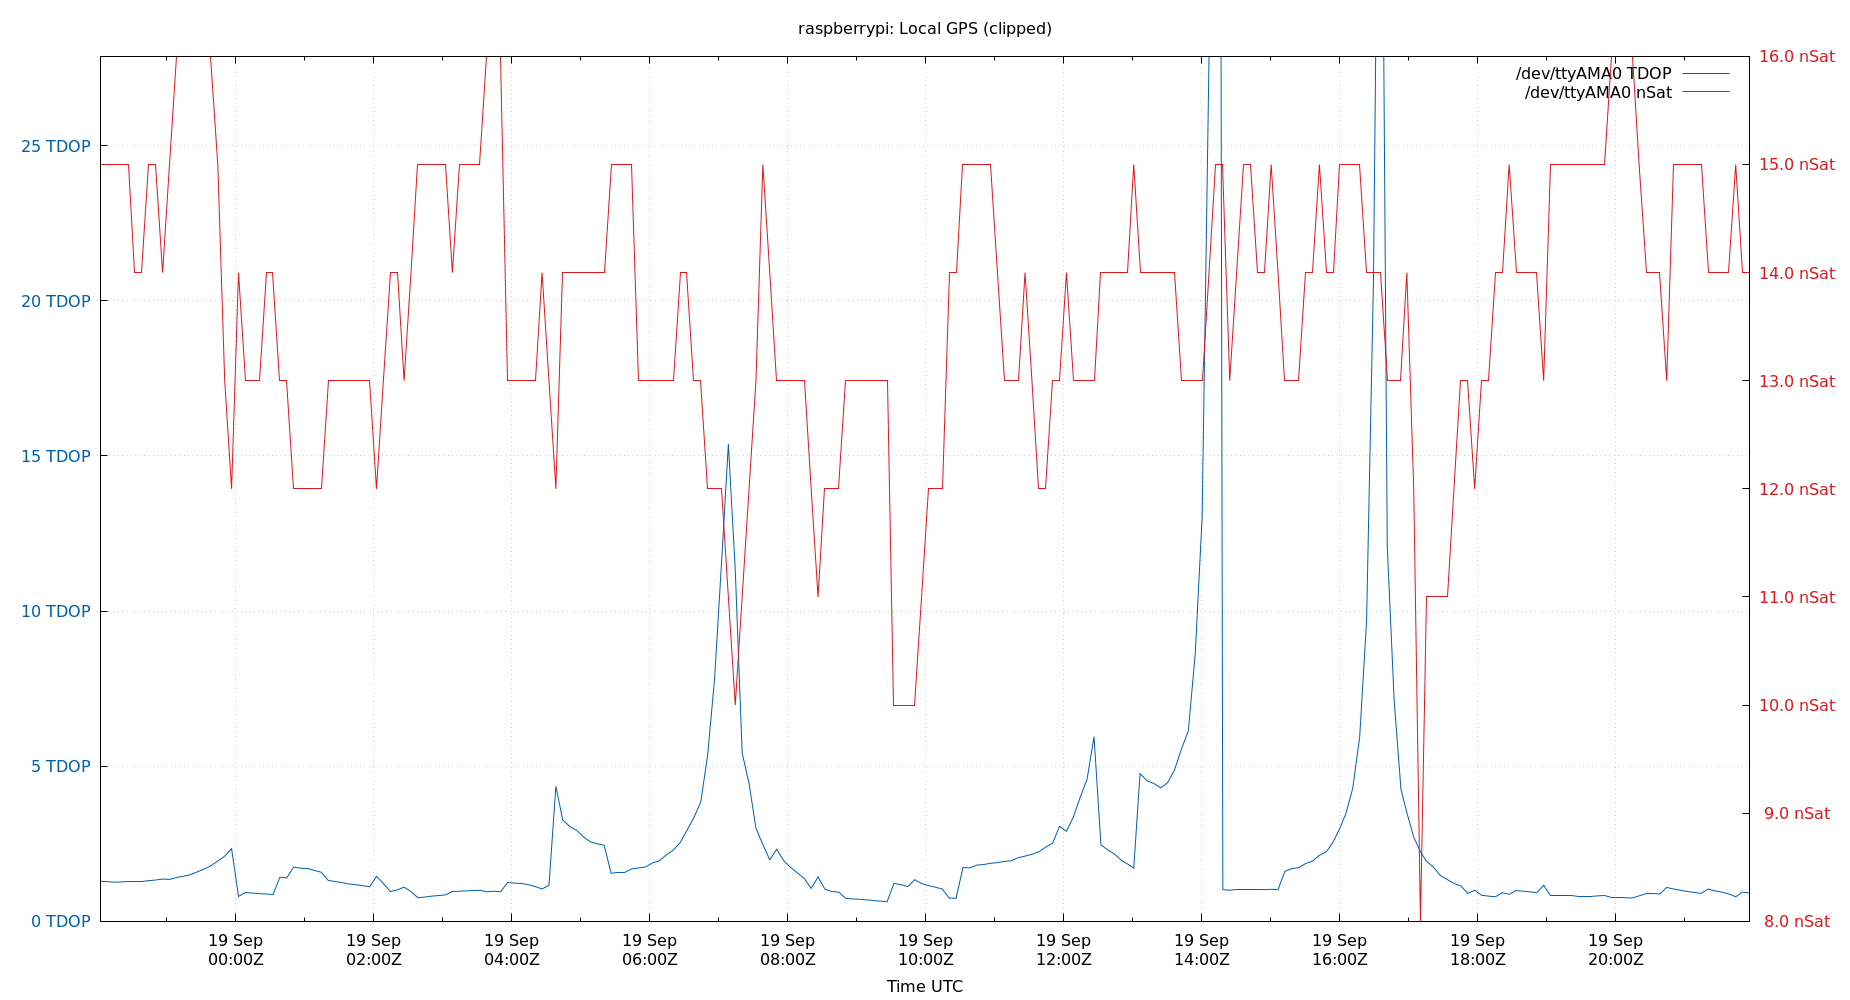 raspberrypi: Local GPS (clipped)
16.0 nSat
/dev/ttyAMA0 TDOP
/dev/ttyAMA0 nSat
25 TDOP
15.0 nSat
20 TDOP
14.0 nSat
13.0 nSat
15 TDOP
12.0 nSat
10 TDOP
11.0 nSat
10.0 nSat
5 TDOP
9.0 nSat
0 TDOP
8.0 nSat
19 Sep 19 Sep 19 Sep 19 Sep 19 Sep 19 Sep 19 Sep 19 Sep 19 Sep 19 Sep 19 Sep
00:00Z 02:00Z 04:00Z 06:00Z 08:00Z 10:00Z 12:00Z 14:00Z 16:00Z 18:00Z 20:00Z
Time UTC